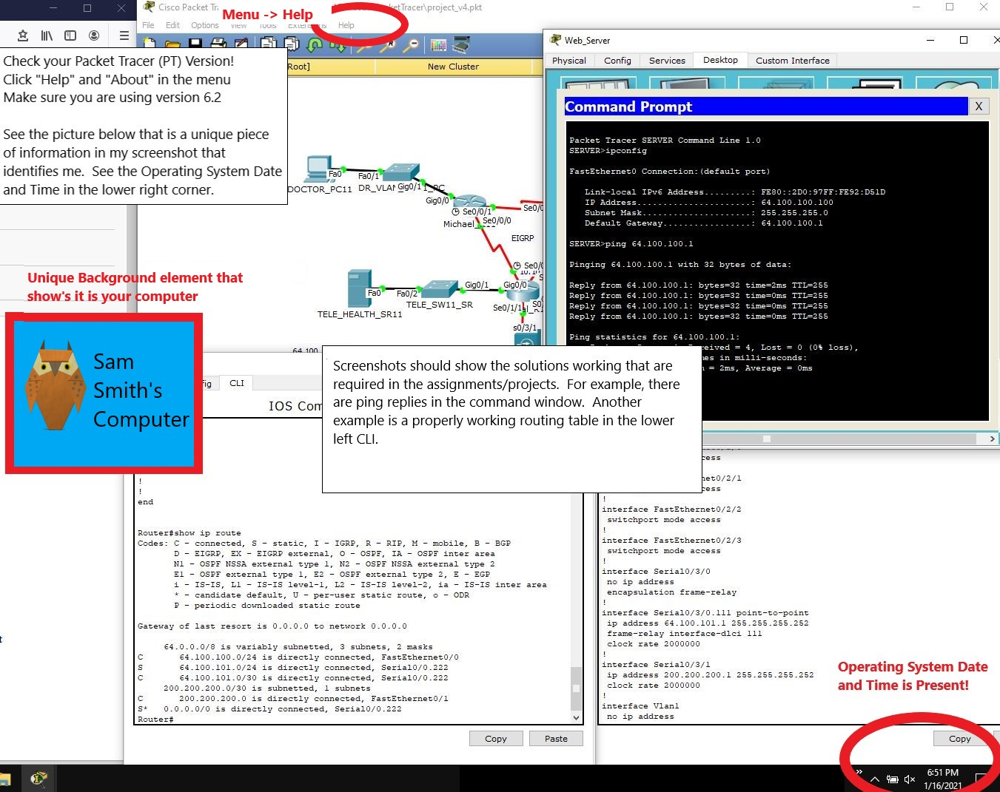 Cisco Packet Tra
PacketTracer\project_v4.pkt
Menu -> Help
File Edit Options View Tools Extensions Help
Root]
New Cluster
Check your Packet Tracer (PT) Version!
Click "Help" and "About" in the menu
Make sure you are using version 6.2
See the picture below that is a unique piece
of information in my screenshot that
identifies me.  See the Operating System Date
and Time in the lower right corner.
Fa0
Fa0/1
DOCTOR_PC11
Gig0/1
Gig0/0
Se0/0/1
Se0/0
Se0/0/0
EIGRP
Se0/
Gig0/1
Gig0/0
Fa0
Fa0/2
TELE_SW11_SR
Se0/1/1
TELE_HEALTH_SR11
s0/3/1
64.100
Unique Background element that
show's it is your computer
Sam
Smith's
Computer
Web_Server
Physical Config Services Desktop Custom Interface
Command Prompt
X
Packet Tracer SERVER Command Line 1.0
SERVER>ipconfig
FastEthernet0 Connection:(default port)
Link-local IPv6 Address.........: FE80::2D0:97FF:FE92:D51D
IP Address......................: 64.100.100.100
Subnet Mask.....................: 255.255.255.0
Default Gateway.................: 64.100.100.1
SERVER>ping 64.100.100.1
Pinging 64.100.100.1 with 32 bytes of data:
Reply from 64.100.100.1: bytes=32 time=2ms TTL=255
Reply from 64.100.100.1: bytes=32 time=0ms TTL=255
Reply from 64.100.100.1: bytes=32 time=0ms TTL=255
Reply from 64.100.100.1: bytes=32 time=0ms TTL=255
Ping statistics for 64.100.100.1:
eceived = 4, Lost = 0 (0% loss),
mes in milli-seconds:
= 2ms, Average = 0ms
Screenshots should show the solutions working that are
required in the assignments/projects.  For example, there
are ping replies in the command window.  Another
example is a properly working routing table in the lower
left CLI.
ig
CLI
IOS Com
!
!
end
Router#show ip route
Codes: C - connected, S - static, I - IGRP, R - RIP, M - mobile, B - BGP
D - EIGRP, EX - EIGRP external, O - OSPF, IA - OSPF inter area
N1 - OSPF NSSA external type 1, N2 - OSPF NSSA external type 2
E1 - OSPF external type 1, E2 - OSPF external type 2, E - EGP
i - IS-IS, L1 - IS-IS level-1, L2 - IS-IS level-2, ia - IS-IS inter area
* - candidate default, U - per-user static route, o - ODR
P - periodic downloaded static route
Gateway of last resort is 0.0.0.0 to network 0.0.0.0
64.0.0.0/8 is variably subnetted, 3 subnets, 2 masks
C 64.100.100.0/24 is directly connected, FastEthernet0/0
S 64.100.101.0/24 is directly connected, Serial0/0.222
C 64.100.101.0/30 is directly connected, Serial0/0.222
200.200.200.0/30 is subnetted, 1 subnets
C 200.200.200.0 is directly connected, FastEthernet0/1
S* 0.0.0.0/0 is directly connected, Serial0/0.222
Router#
Copy
Paste
cess
et0/2/1
cess
!
interface FastEthernet0/2/2
switchport mode access
!
interface FastEthernet0/2/3
switchport mode access
!
interface Serial0/3/0
no ip address
encapsulation frame-relay
!
interface Serial0/3/0.111 point-to-point
ip address 64.100.101.1 255.255.255.252
frame-relay interface-dlci 111
clock rate 2000000
!
interface Serial0/3/1
ip address 200.200.200.1 255.255.255.252
clock rate 2000000
!
interface Vlan1
no ip address
Operating System Date
and Time is Present!
Copy
6:51 PM
1/16/2021